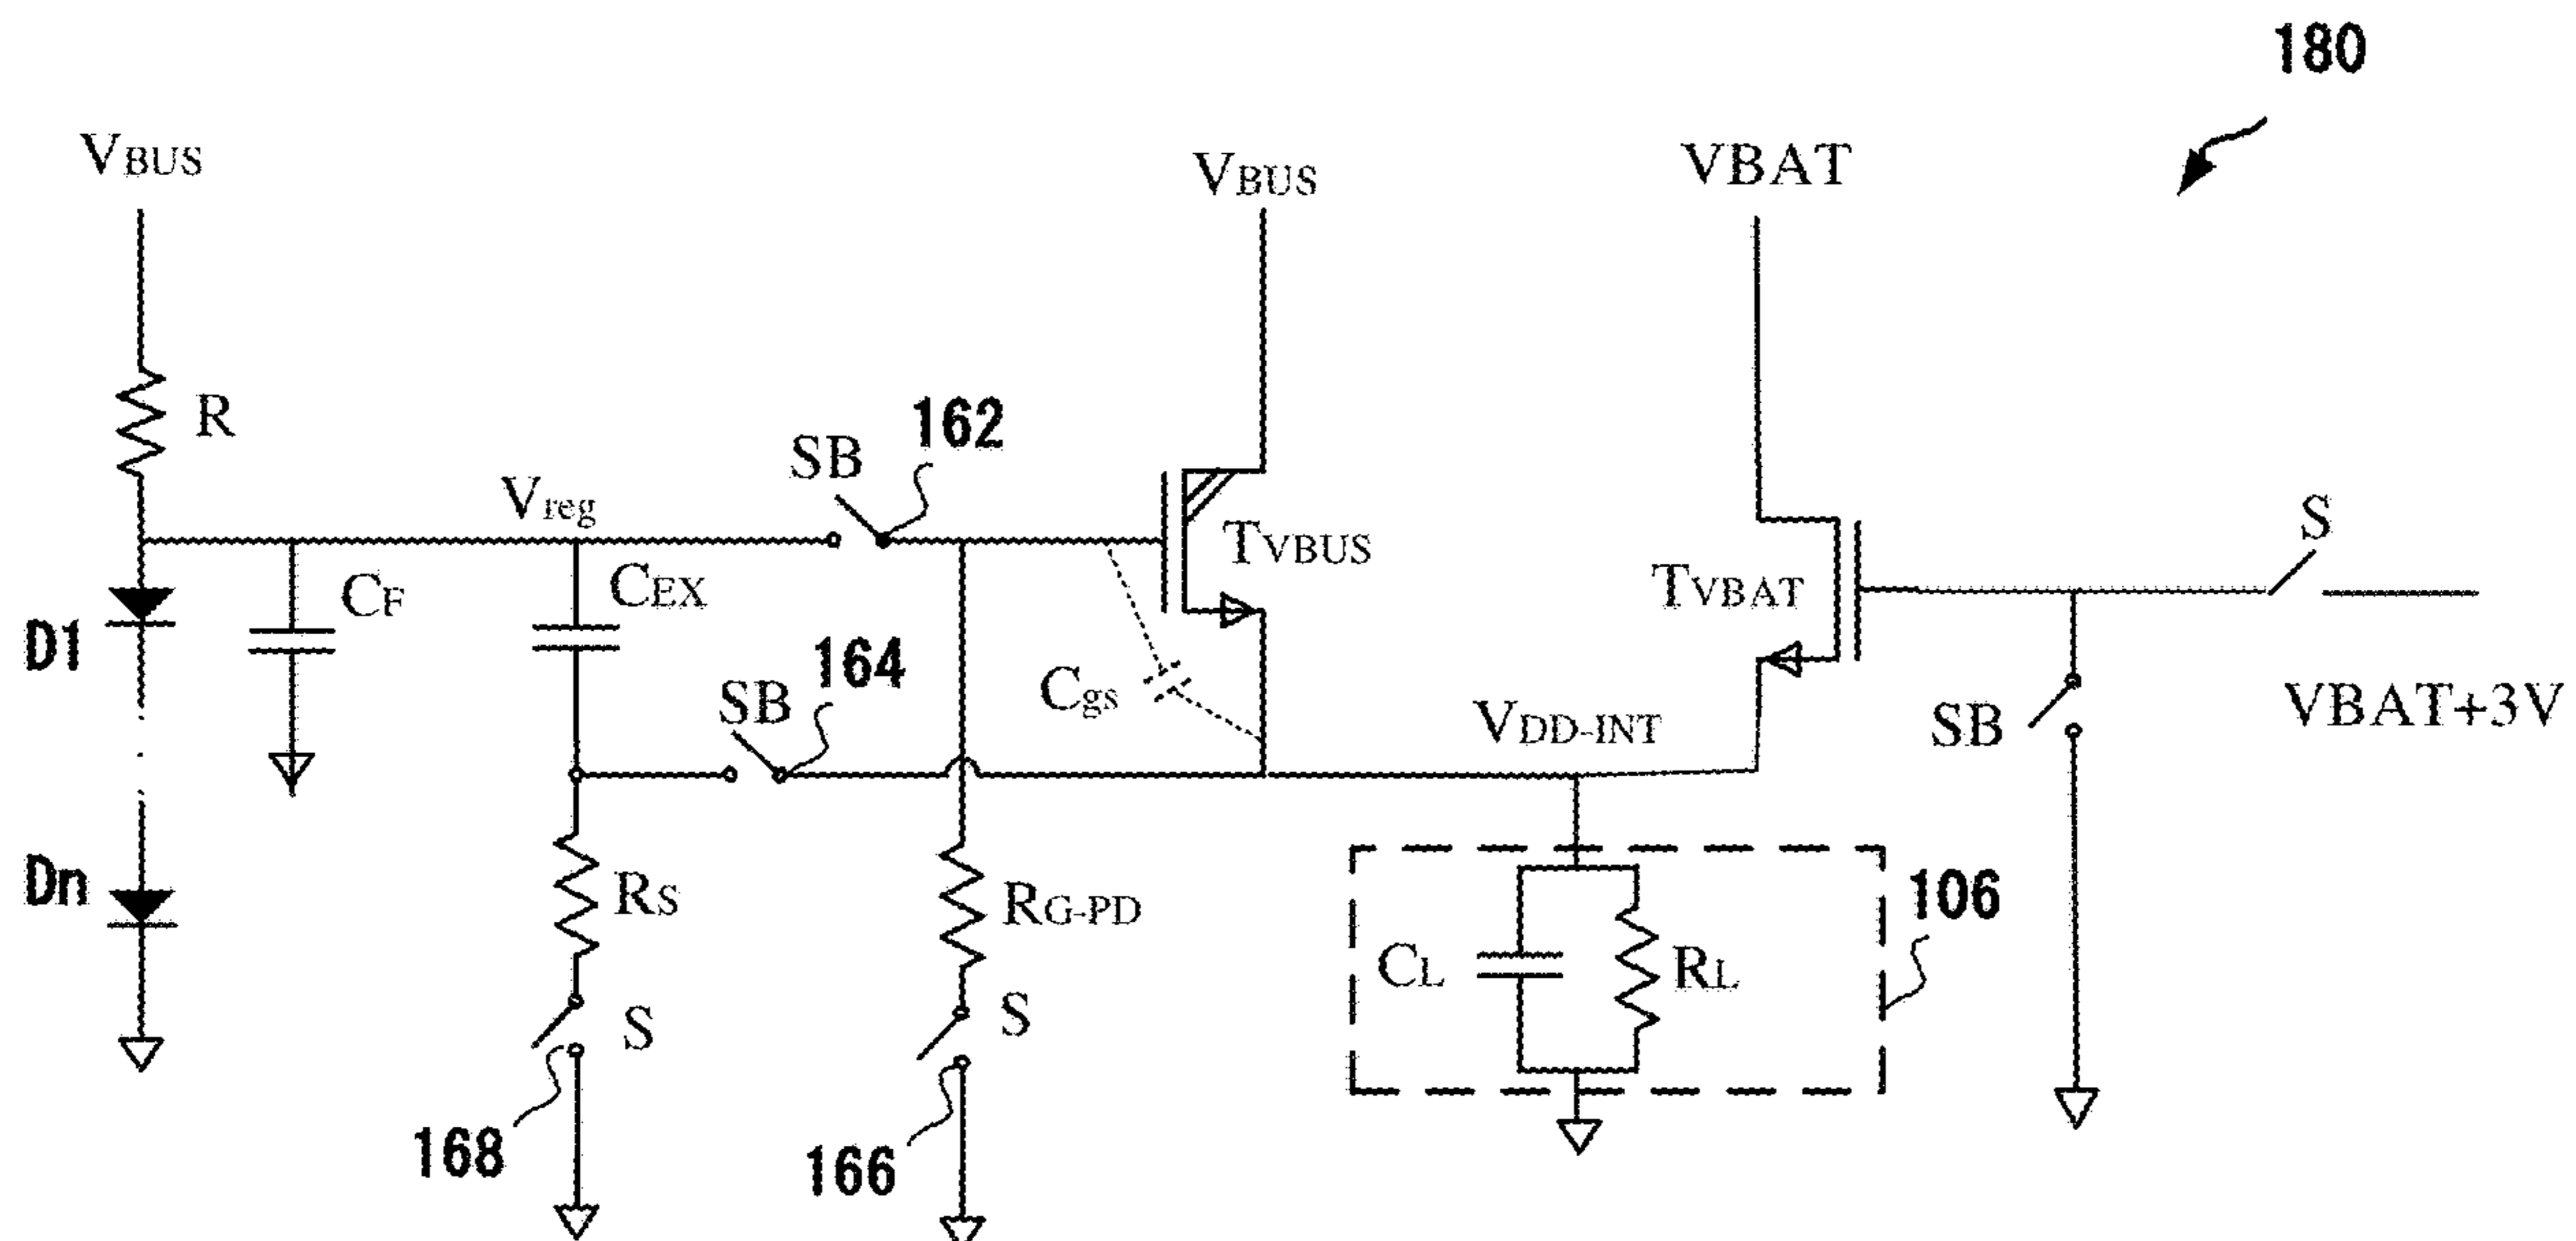 180
VBUS
VBUS
VBAT
R
SB
162
Vreg
S
TVBUS
CF
CEX
TVBAT
D1
164
Cgs
SB
VDD-INT
SB
VBAT+3V
Dn
RS
RG-PD
106
CL
RL
S
S
168
166